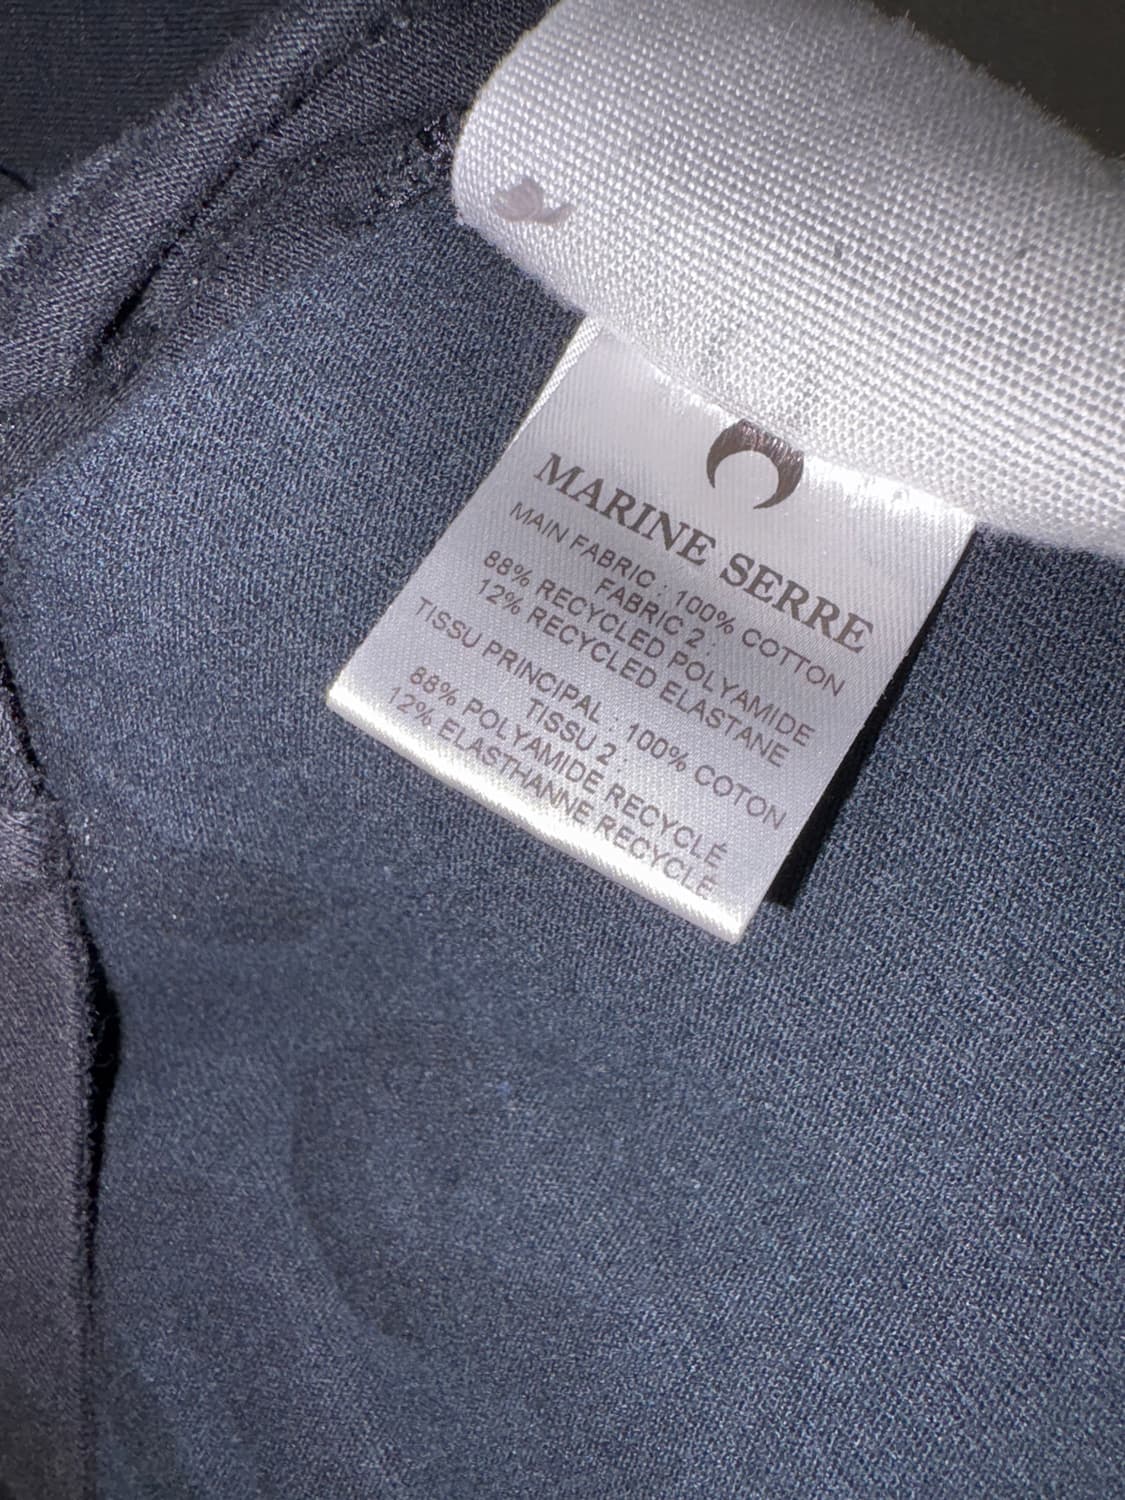 MARINE SERRE
MAIN FABRIC : 100% COTTON
FABRIC 2 :
88% RECYCLED POLYAMIDE
12% RECYCLED ELASTANE
TISSU PRINCIPAL : 100% COTON
TISSU 2 :
88% POLYAMIDE RECYCLÉ
12% ELASTHANNE RECYCLÉ